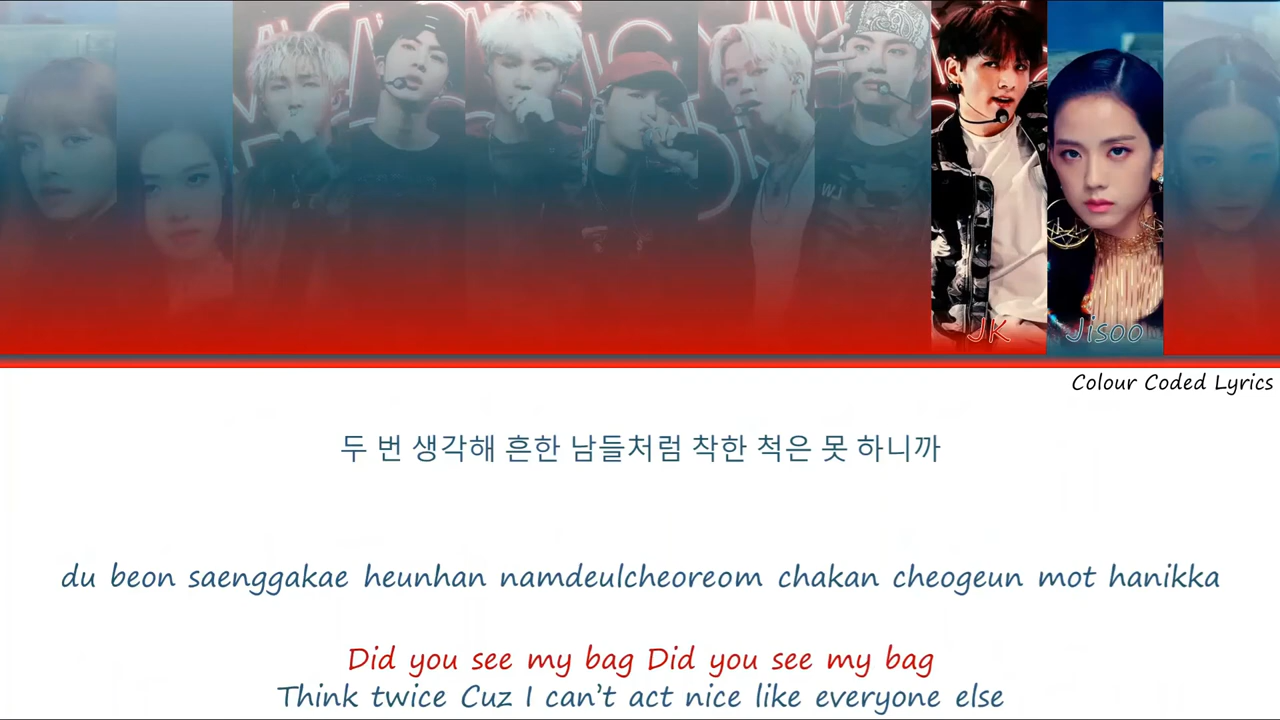 JK
Jisoo
Colour Coded Lyrics
두 번 생각해 흔한 남들처럼 착한 척은 못 하니까
du beon saenggakae heunhan namdeulcheoreom chakan cheogeun mot hanikka
Did you see my bag Did you see my bag
Think twice Cuz I can't act nice like everyone else